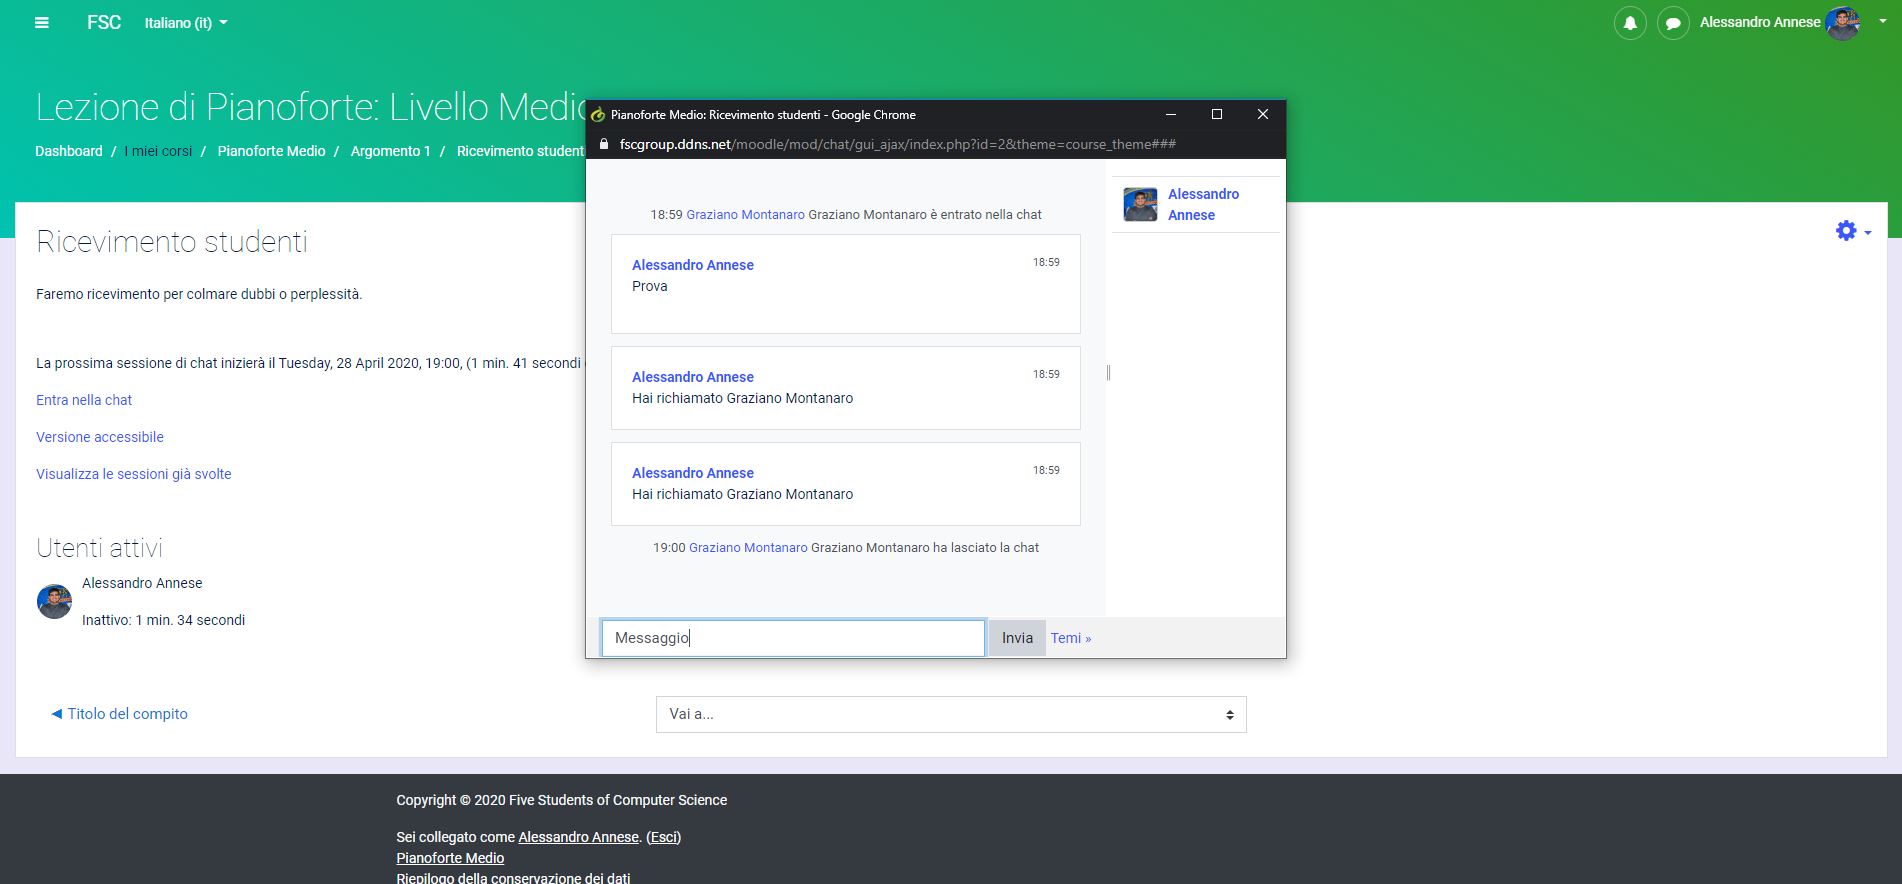 FSC Italiano (it)
Alessandro Annese
Lezione di Pianoforte: Livello Medio
Dashboard / I miei corsi / Pianoforte Medio / Argomento 1 / Ricevimento student
Ricevimento studenti
Faremo ricevimento per colmare dubbi o perplessità.
La prossima sessione di chat inizierà il Tuesday, 28 April 2020, 19:00, (1 min. 41 secondi
Entra nella chat
Versione accessibile
Visualizza le sessioni già svolte
Utenti attivi
Alessandro Annese
Inattivo: 1 min. 34 secondi
◄ Titolo del compito
Vai a...
Pianoforte Medio: Ricevimento studenti - Google Chrome
fscgroup.ddns.net/moodle/mod/chat/gui_ajax/index.php?id=2&theme=course_theme###
18:59 Graziano Montanaro Graziano Montanaro è entrato nella chat
Alessandro Annese 18:59
Prova
Alessandro Annese 18:59
Hai richiamato Graziano Montanaro
Alessandro Annese 18:59
Hai richiamato Graziano Montanaro
19:00 Graziano Montanaro Graziano Montanaro ha lasciato la chat
Alessandro
Annese
Messaggio Invia Temi »
Copyright © 2020 Five Students of Computer Science
Sei collegato come Alessandro Annese. (Esci)
Pianoforte Medio
Riepilogo della conservazione dei dati